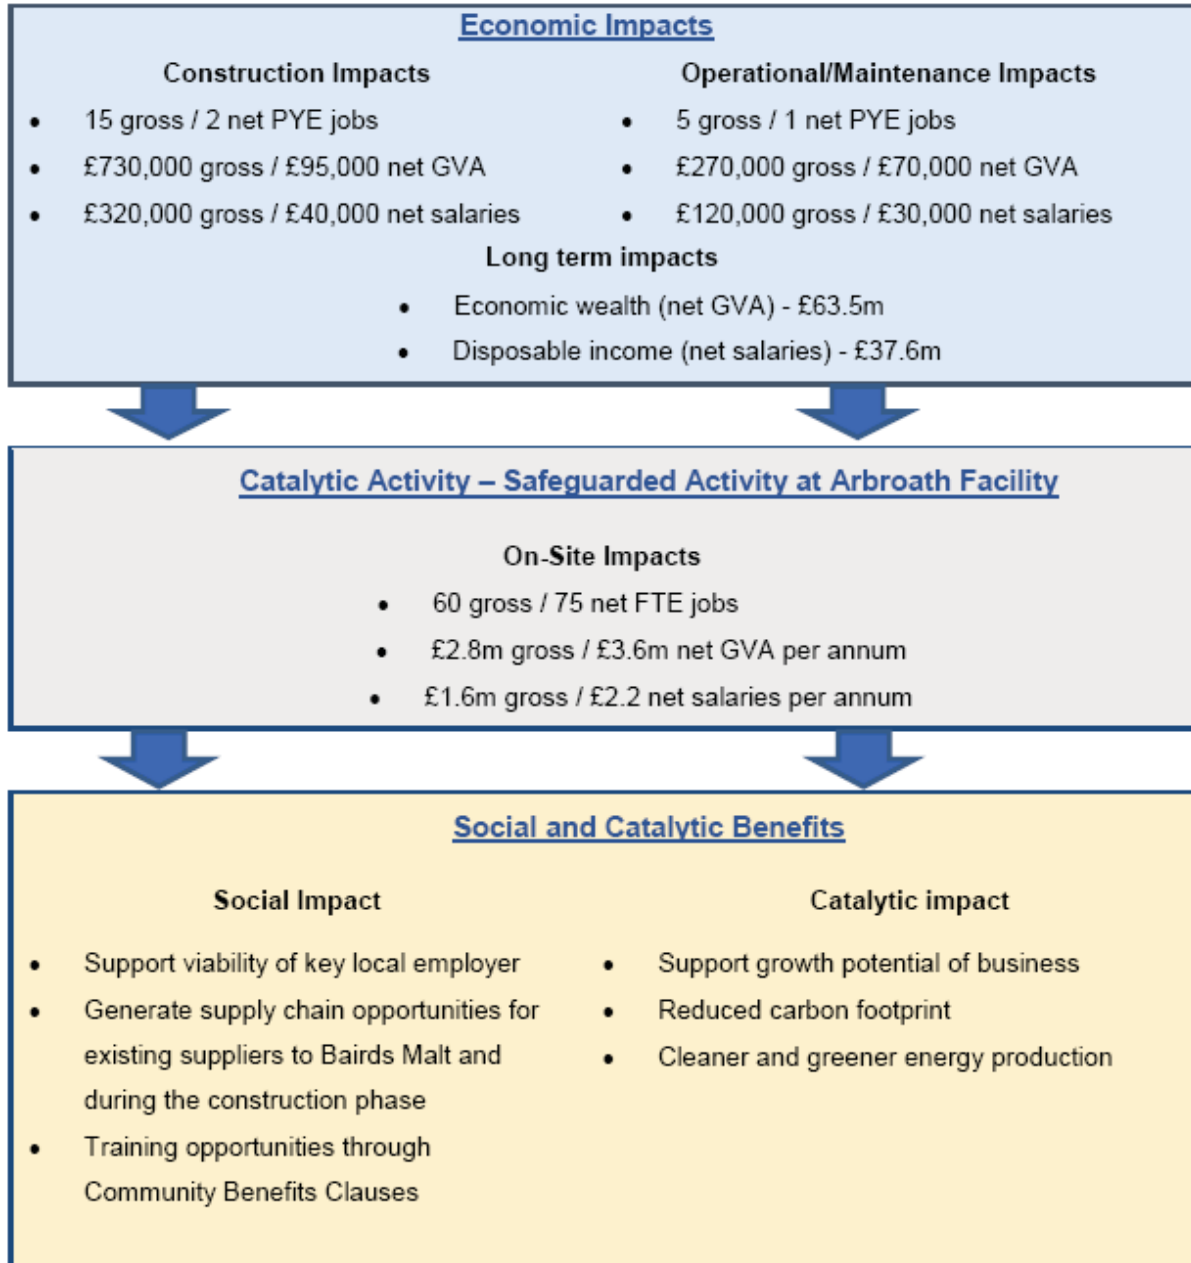 Economic Impacts
Construction Impacts
• 15 gross / 2 net PYE jobs
• £730,000 gross / £95,000 net GVA
• £320,000 gross / £40,000 net salaries
Operational/Maintenance Impacts
• 5 gross / 1 net PYE jobs
• £270,000 gross / £70,000 net GVA
• £120,000 gross / £30,000 net salaries
Long term impacts
• Economic wealth (net GVA) - £63.5m
• Disposable income (net salaries) - £37.6m
Catalytic Activity – Safeguarded Activity at Arbroath Facility
On-Site Impacts
• 60 gross / 75 net FTE jobs
• £2.8m gross / £3.6m net GVA per annum
• £1.6m gross / £2.2 net salaries per annum
Social and Catalytic Benefits
Social Impact
• Support viability of key local employer
• Generate supply chain opportunities for
existing suppliers to Bairds Malt and
during the construction phase
• Training opportunities through
Community Benefits Clauses
Catalytic impact
• Support growth potential of business
• Reduced carbon footprint
• Cleaner and greener energy production